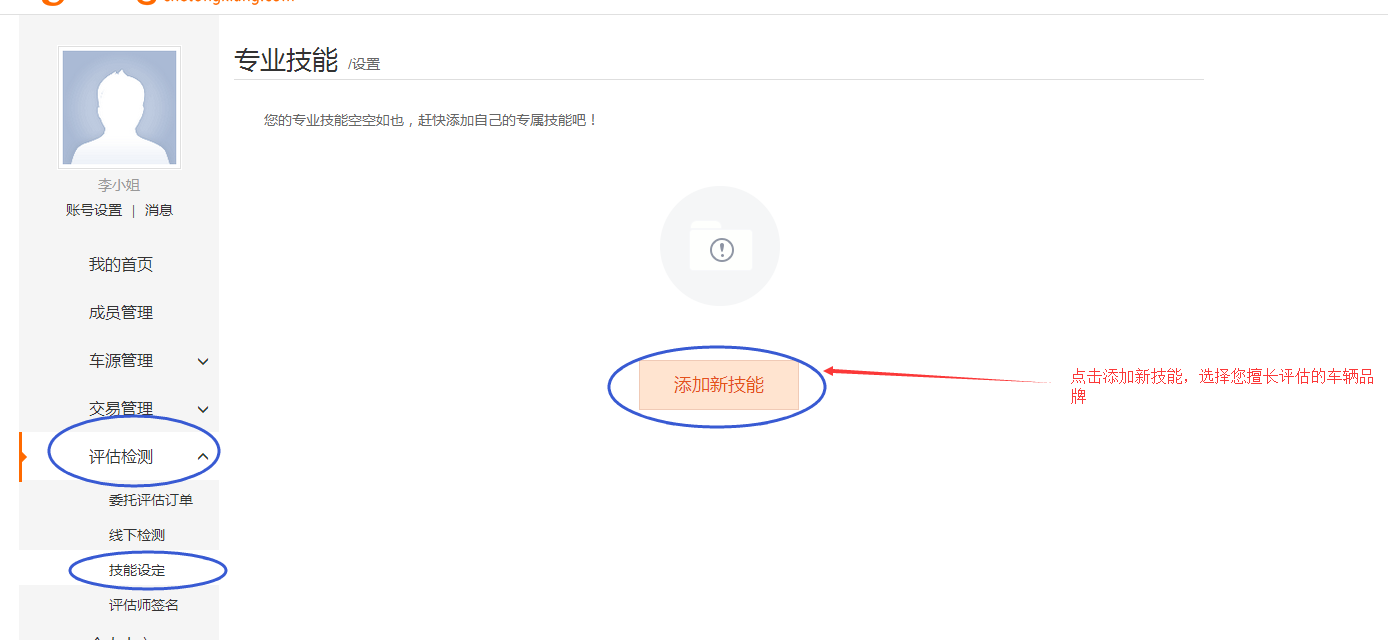 专业技能 /设置
您的专业技能空空如也，赶快添加自己的专属技能吧！
李小姐
账号设置 | 消息
我的首页
成员管理
车源管理
交易管理
评估检测
委托评估订单
线下检测
技能设定
评估师签名
添加新技能
点击添加新技能，选择您擅长评估的车辆品
牌